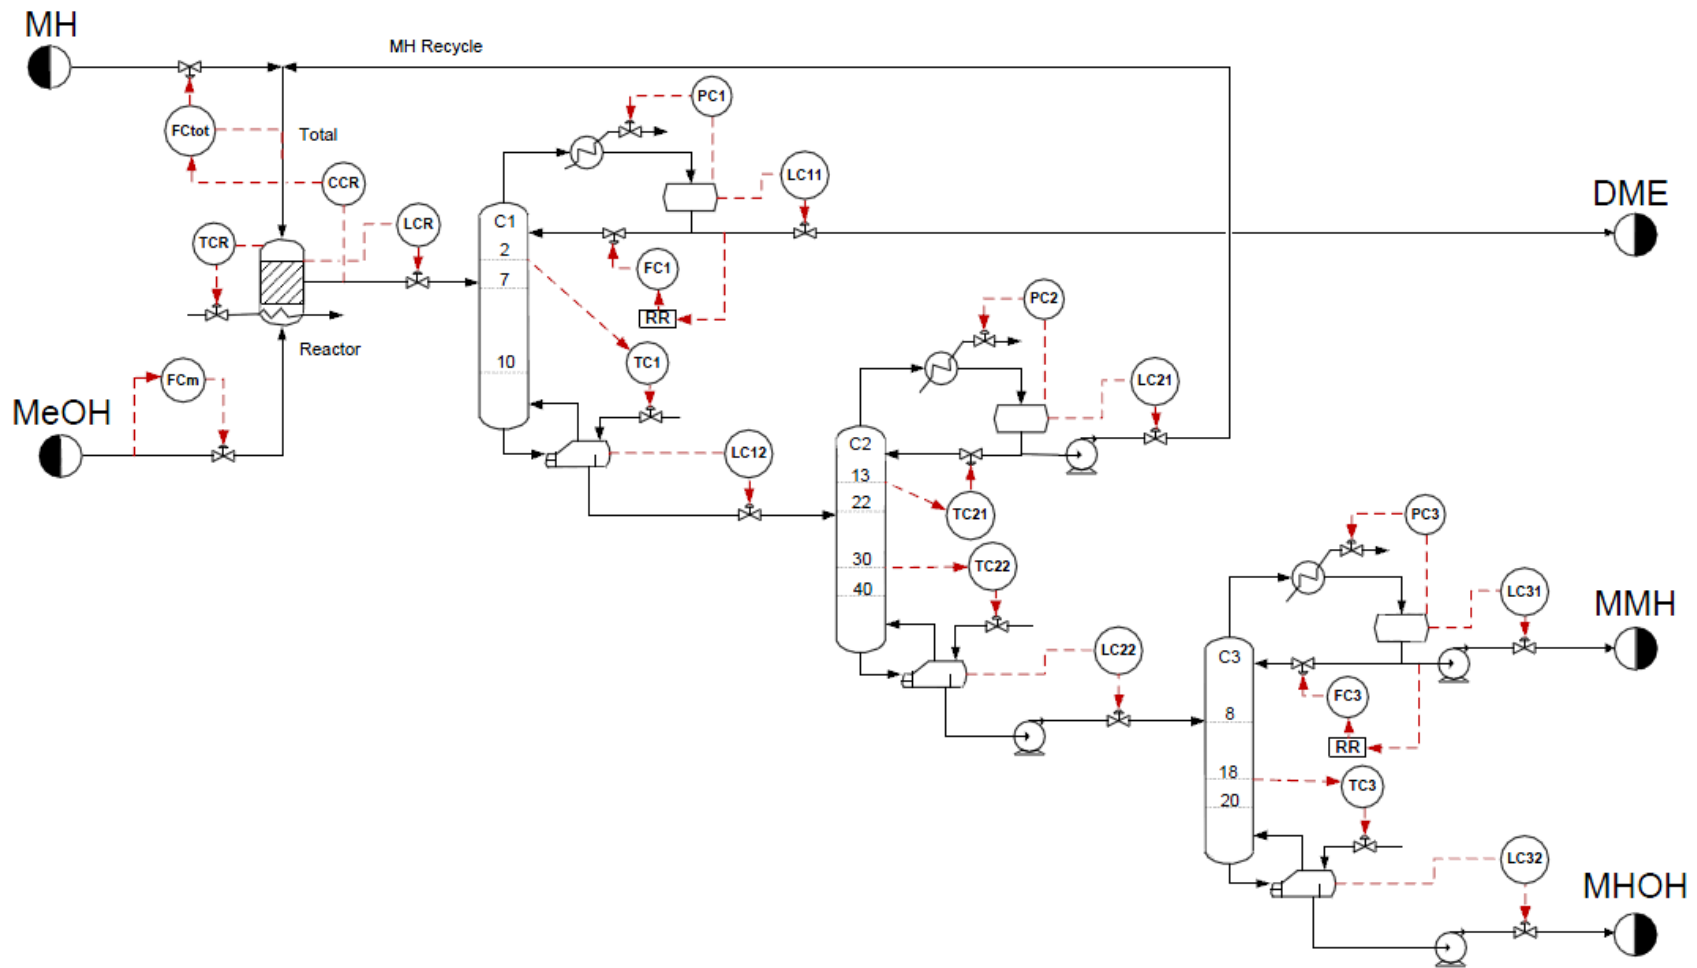 MH
MH Recycle
PC1
FCtot
Total
CCR
LC11
DME
LCR
C1
TCR
2
7
FC1
RR
PC2
Reactor
10
TC1
FCm
LC21
MeOH
C2
LC12
13
22
TC21
PC3
30
TC22
40
LC31
MMH
LC22
C3
FC3
8
RR
18
TC3
20
LC32
MHOH